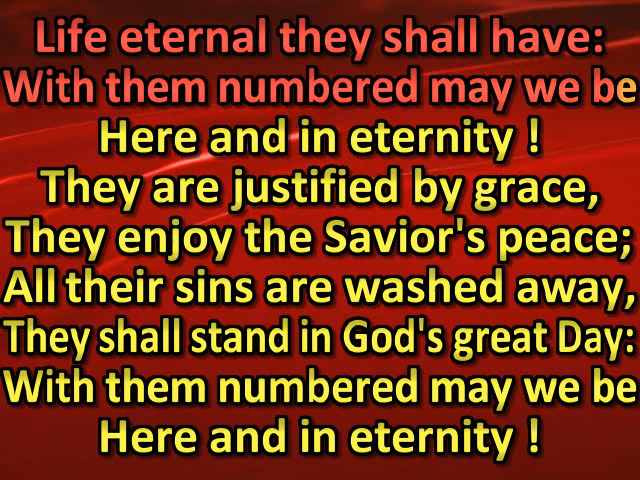 Life eternal they shall have:
With them numbered may we be
Here and in eternity !
They are justified by grace,
They enjoy the Savior's peace;
All their sins are washed away,
They shall stand in God's great Day:
With them numbered may we be
Here and in eternity !